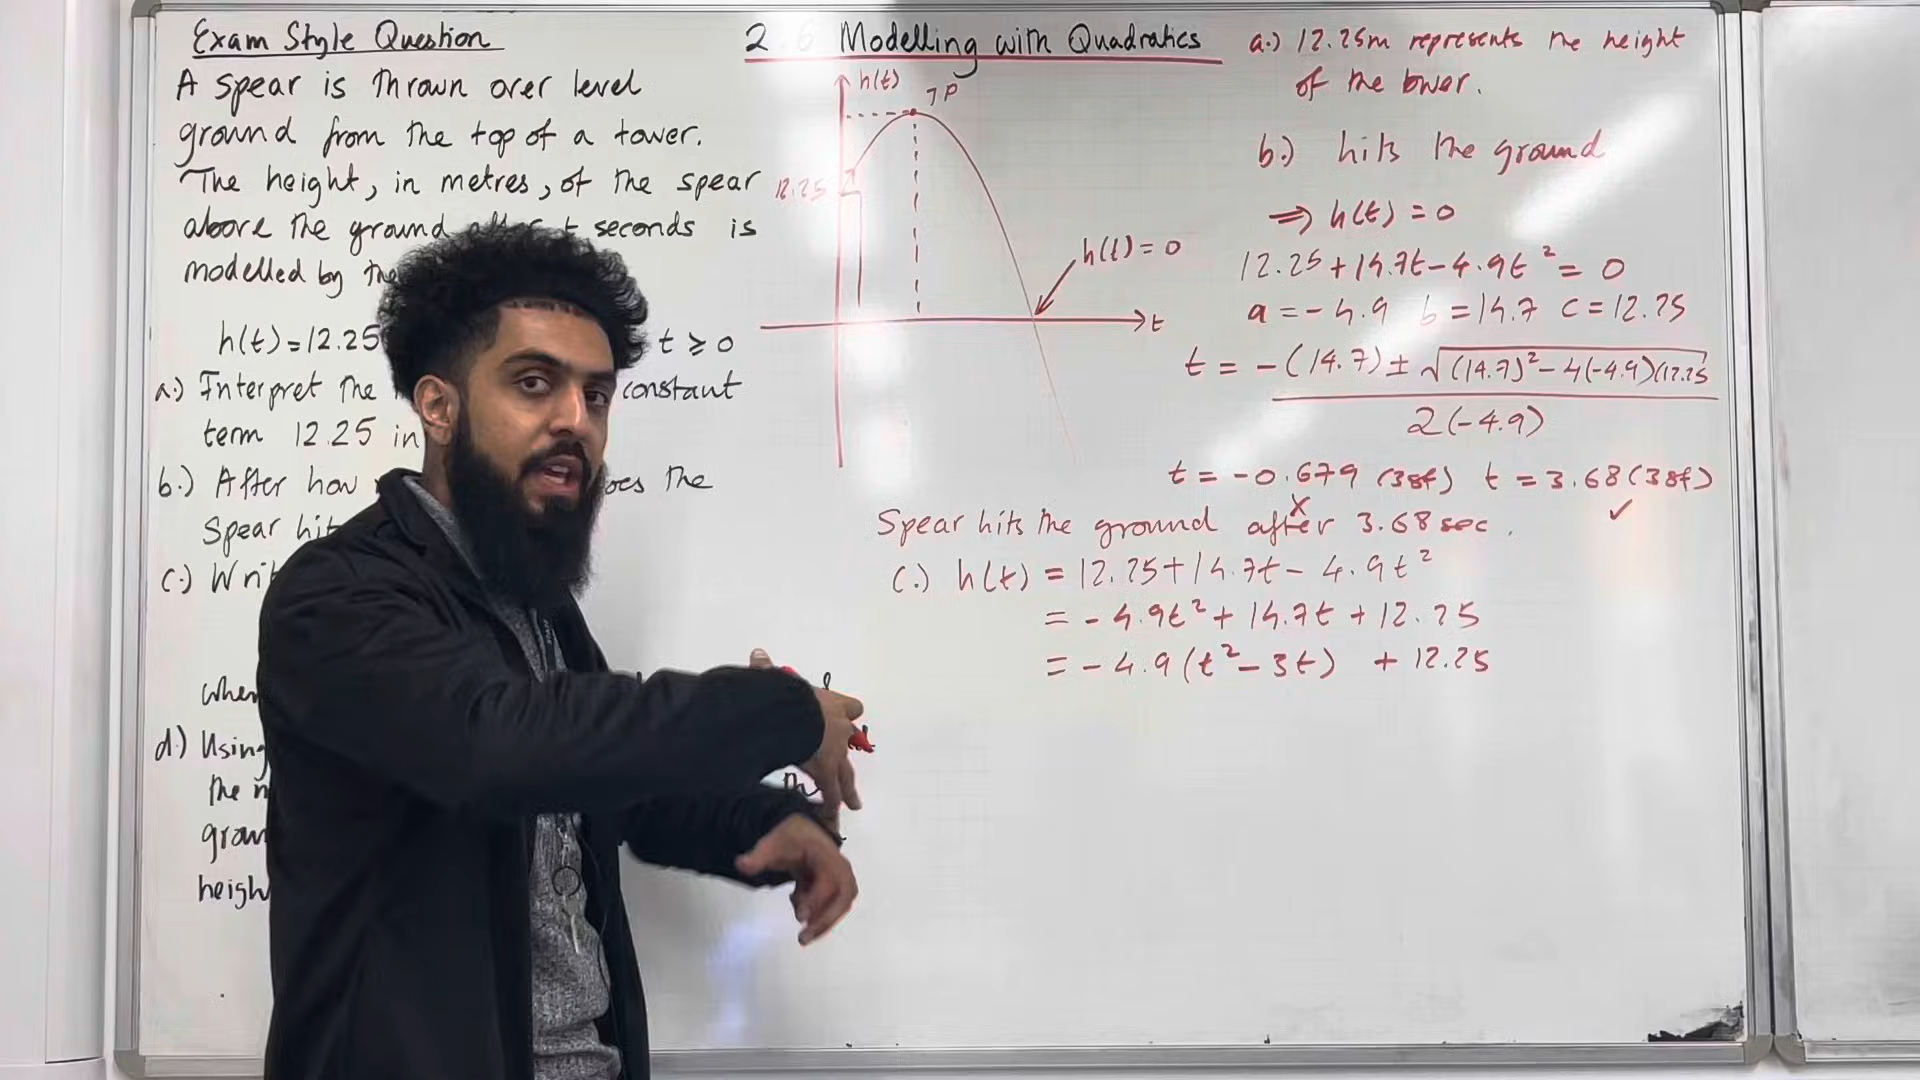 Exam Style Question
A spear is thrown over level
ground from the top of a tower.
The height, in metres, of the spear
above the ground after t seconds is
modelled by the
h(t)=12.25 t ≥ 0
a.) Interpret the constant
term 12.25 in
b.) After how does the
Spear hit
c.) Writ
when
d.) Using
the
groun
heigh
2.6 Modelling with Quadratics
h(t)
TP
12.25
h(t)=0
t
a.) 12.25m represents the height
of the tower.
b.) hits the ground
⇒ h(t) = 0
12.25+14.7t-4.9t² = 0
a = -4.9 b = 14.7 c = 12.25
t = -(14.7) ± √(14.7)²-4(-4.9)(12.25
2(-4.9)
t = -0.679 (3sf) t = 3.68 (3sf)
x ✓
Spear hits the ground after 3.68 sec.
c.) h(t) = 12.25+14.7t - 4.9t²
= -4.9t² + 14.7t + 12.25
= -4.9(t²-3t) + 12.25